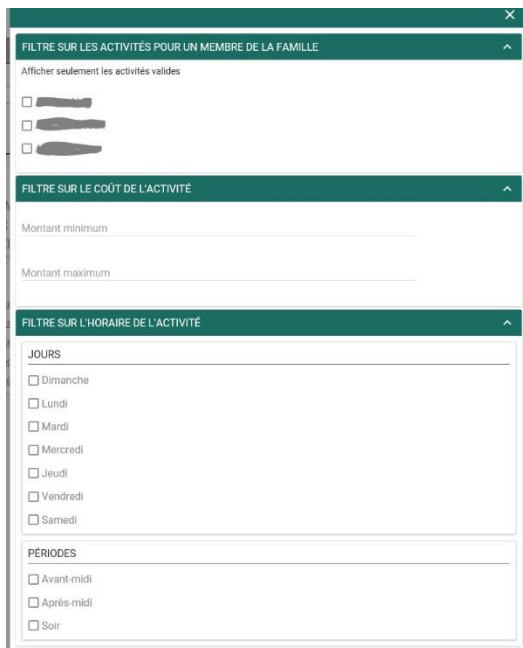 FILTRE SUR LES ACTIVITÉS POUR UN MEMBRE DE LA FAMILLE
Afficher seulement les activités valides
FILTRE SUR LE COÛT DE L'ACTIVITÉ
Montant minimum
Montant maximum
FILTRE SUR L'HORAIRE DE L'ACTIVITÉ
JOURS
Dimanche
Lundi
Mardi
Mercredi
Jeudi
Vendredi
Samedi
PÉRIODES
Avant-midi
Après-midi
Soir